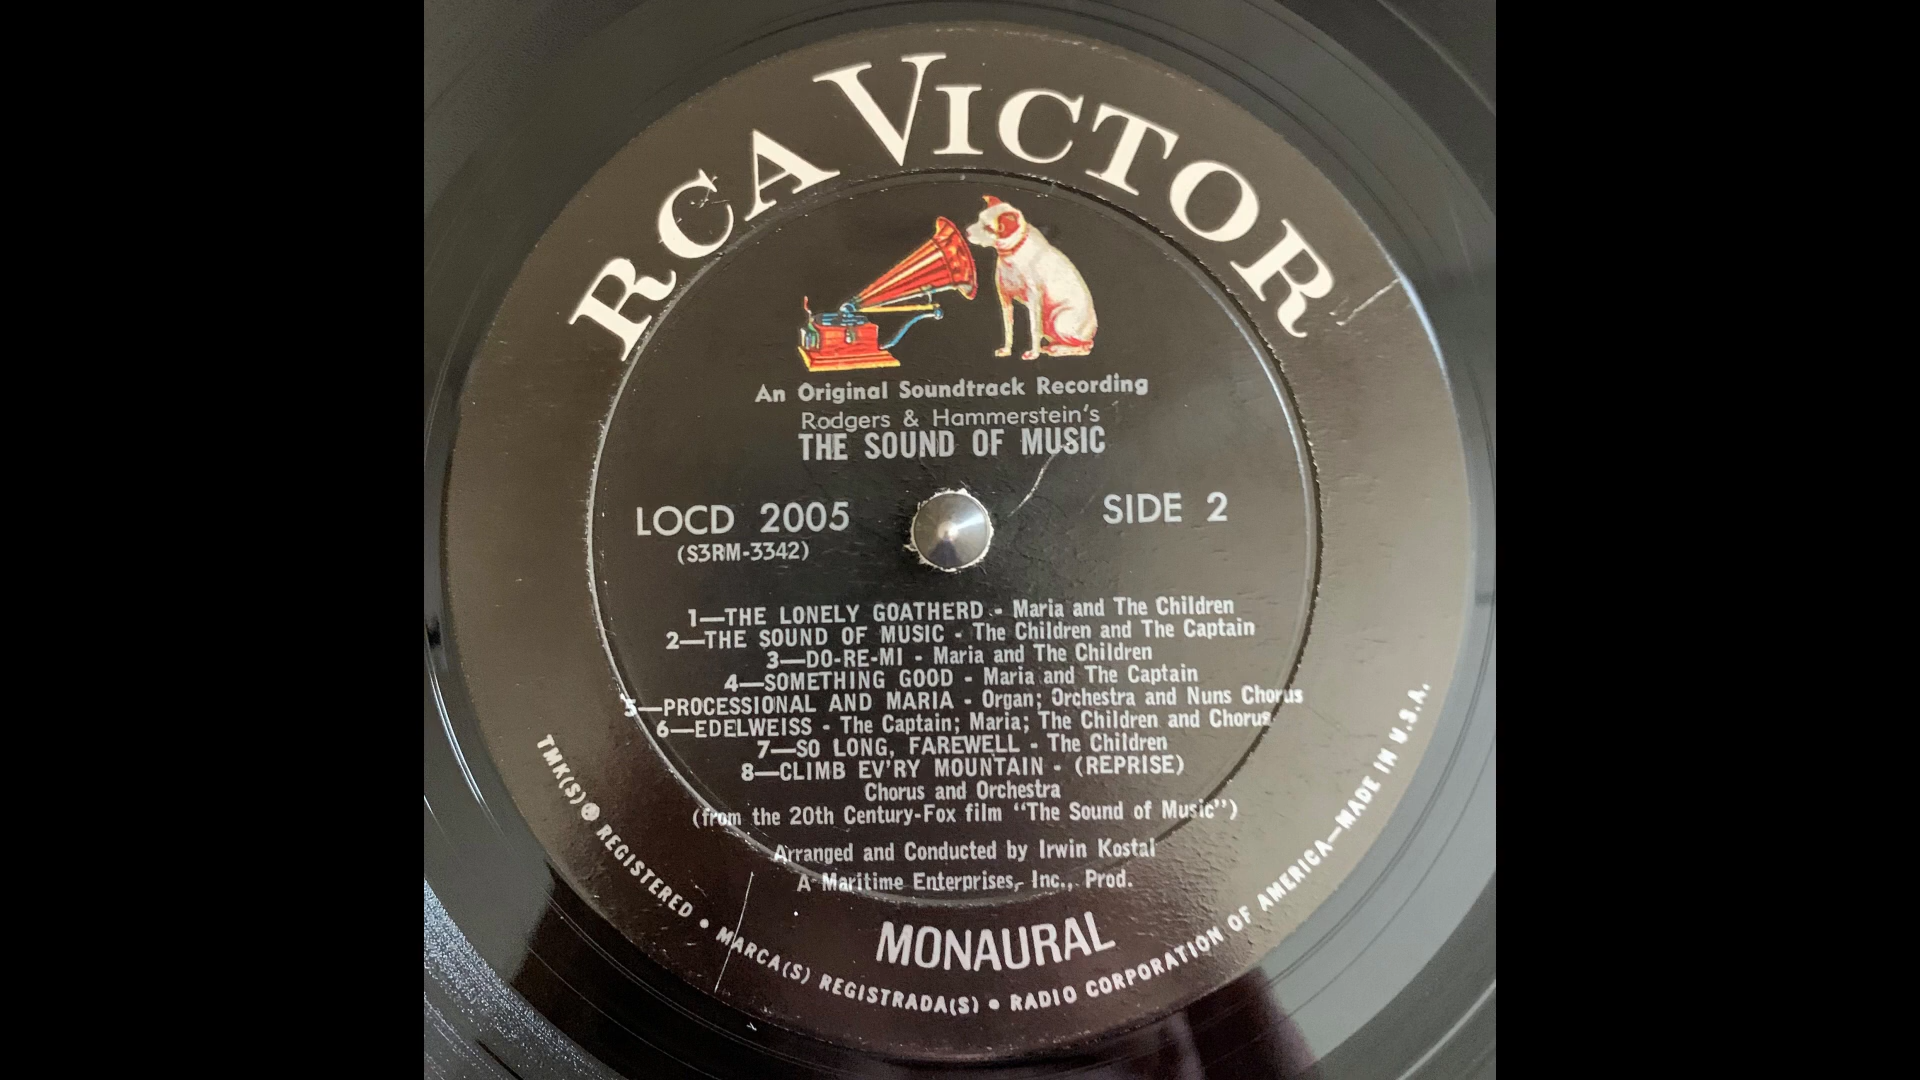 RCA VICTOR
An Original Soundtrack Recording
Rodgers & Hammerstein's
THE SOUND OF MUSIC
LOCD 2005
SIDE 2
(S3RM-3342)
1—THE LONELY GOATHERD - Maria and The Children
2—THE SOUND OF MUSIC - The Children and The Captain
3—DO-RE-MI - Maria and The Children
4—SOMETHING GOOD - Maria and The Captain
5—PROCESSIONAL AND MARIA - Organ; Orchestra and Nuns Chorus
6—EDELWEISS - The Captain; Maria; The Children and Chorus
7—SO LONG, FAREWELL - The Children
8—CLIMB EV'RY MOUNTAIN - (REPRISE)
Chorus and Orchestra
(from the 20th Century-Fox film "The Sound of Music")
Arranged and Conducted by Irwin Kostal
A Maritime Enterprises, Inc., Prod.
MONAURAL
TMK(S) ® REGISTERED • MARCA(S) REGISTRADA(S) • RADIO CORPORATION OF AMERICA—MADE IN U.S.A.